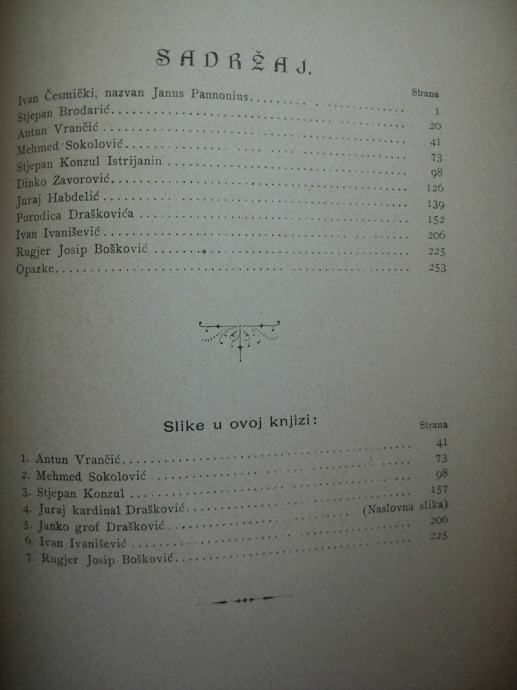 SADRŽAJ.
Strana
Ivan Česmički, nazvan Janus Pannonius. . . . 1
Stjepan Brodarić. . . . 20
Antun Vrančić . . . . 41
Mehmed Sokolović. . . . 73
Stjepan Konzul Istrijanin . . . . 98
Dinko Zavorović. . . . 126
Juraj Habdelić . . . . 139
Porodica Draškovića . . . . 152
Ivan Ivanišević . . . . 206
Rugjer Josip Bošković . . . . 225
Opazke. . . . 253
Slike u ovoj knjizi:
Strana
1. Antun Vrančić. . . . 41
2. Mehmed Sokolović . . . . 73
3. Stjepan Konzul . . . . 98
4. Juraj kardinal Drašković. . . . 157
5. Janko grof Drašković. . . . (Naslovna slika)
6. Ivan Ivanišević . . . . 206
7. Rugjer Josip Bošković. . . . 225